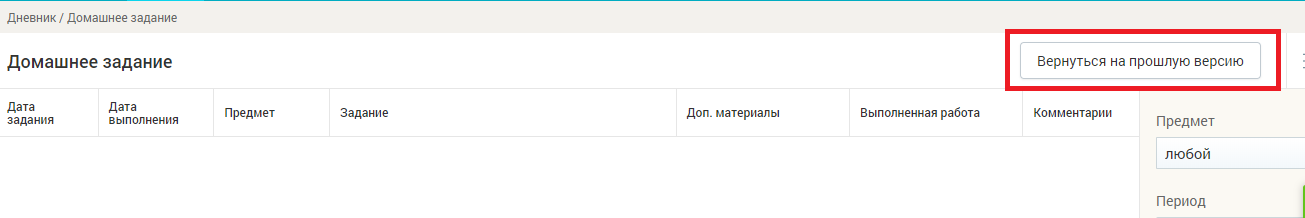 Дневник / Домашнее задание
Домашнее задание
Вернуться на прошлую версию
Дата задания
Дата выполнения
Предмет
Задание
Доп. материалы
Выполненная работа
Комментарии
Предмет
любой
Период